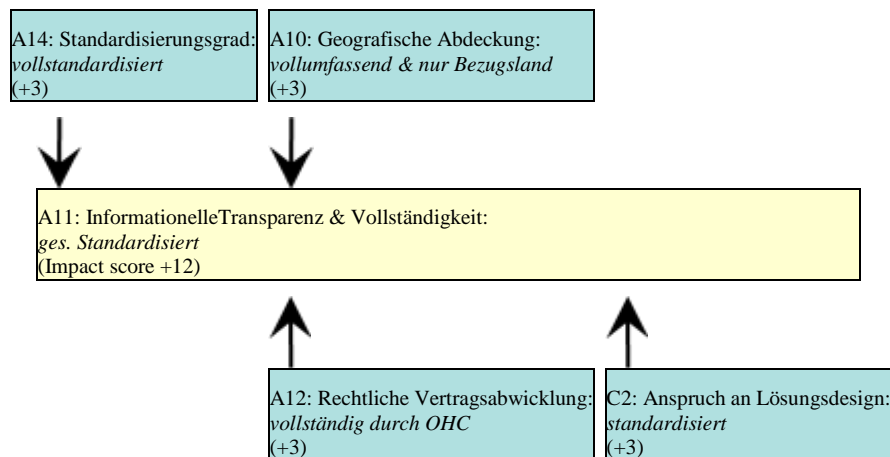 A14: Standardisierungsgrad:
vollstandardisiert
(+3)
A10: Geografische Abdeckung:
vollumfassend & nur Bezugsland
(+3)
A11: InformationelleTransparenz & Vollständigkeit:
ges. Standardisiert
(Impact score +12)
A12: Rechtliche Vertragsabwicklung:
vollständig durch OHC
(+3)
C2: Anspruch an Lösungsdesign:
standardisiert
(+3)